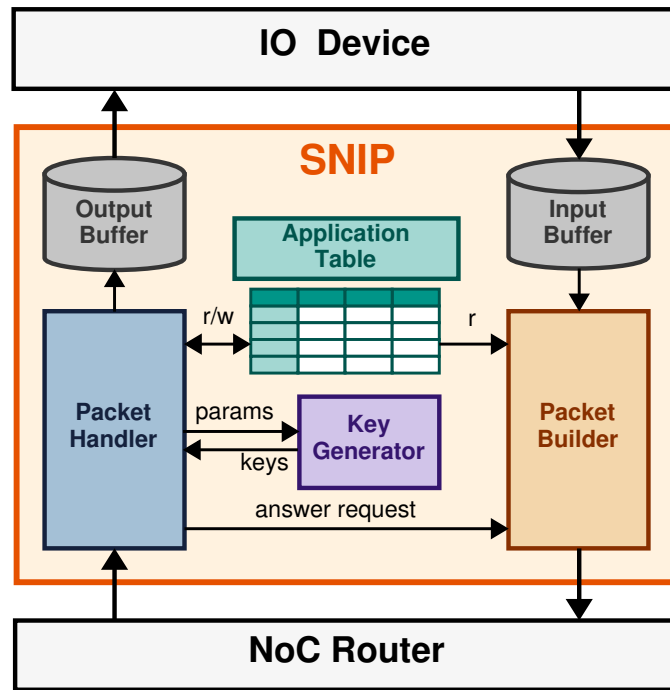 IO Device
SNIP
Output
Buffer
Input
Buffer
Application
Table
r/w
r
Packet
Handler
params
keys
Key
Generator
Packet
Builder
answer request
NoC Router